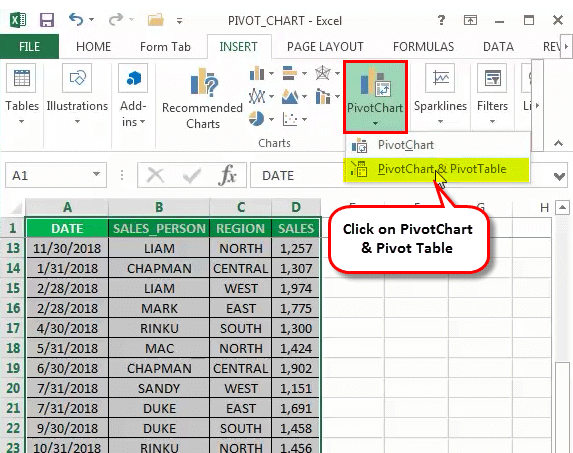 PIVOT_CHART - Excel
FILE HOME Form Tab INSERT PAGE LAYOUT FORMULAS DATA
Tables Illustrations Add-ins Recommended Charts PivotChart Sparklines Filters
Charts
PivotChart
PivotChart & PivotTable
A1 fx DATE
Click on PivotChart
& Pivot Table
A B C D E F G H
1 DATE SALES_PERSON REGION SALES
13 11/30/2018 LIAM NORTH 1,257
14 1/31/2018 CHAPMAN CENTRAL 1,307
15 2/28/2018 LIAM WEST 1,974
16 2/28/2018 MARK EAST 1,775
17 4/30/2018 RINKU SOUTH 1,300
18 5/31/2018 MAC NORTH 1,424
19 6/30/2018 CHAPMAN CENTRAL 1,902
20 7/31/2018 SANDY WEST 1,151
21 7/31/2018 DUKE EAST 1,691
22 9/30/2018 DUKE SOUTH 1,458
23 10/31/2018 RINKU NORTH 1,456